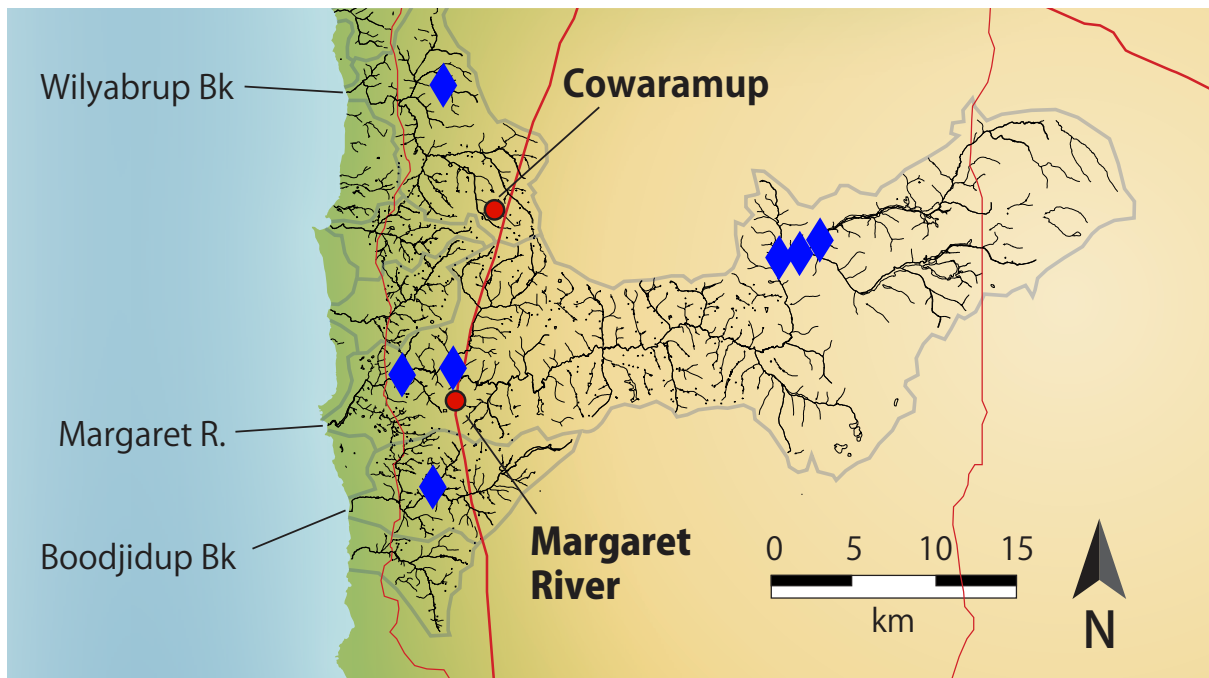 Wilyabrup Bk
Cowaramup
Margaret R.
Boodjidup Bk
Margaret
River
0 5 10 15
km
N